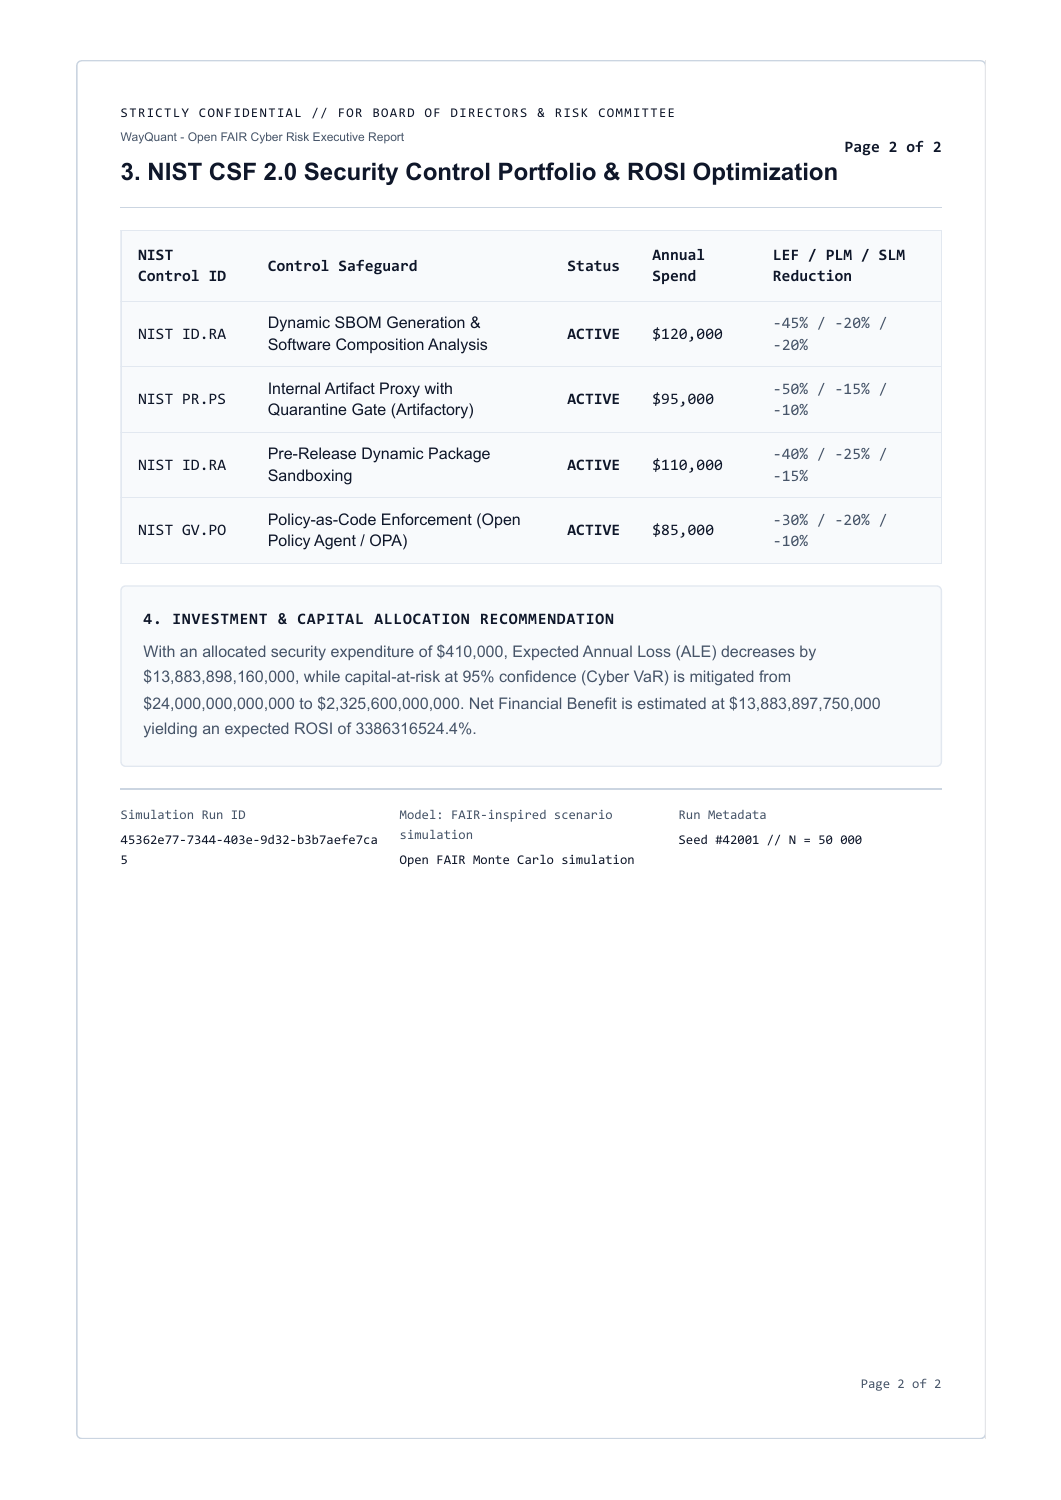 STRICTLY CONFIDENTIAL // FOR BOARD OF DIRECTORS & RISK COMMITTEE
WayQuant - Open FAIR Cyber Risk Executive Report
Page 2 of 2
3. NIST CSF 2.0 Security Control Portfolio & ROSI Optimization
NIST
Control ID
Control Safeguard
Status
Annual
Spend
LEF / PLM / SLM
Reduction
NIST ID.RA
Dynamic SBOM Generation &
Software Composition Analysis
ACTIVE
$120,000
-45% / -20% /
-20%
NIST PR.PS
Internal Artifact Proxy with
Quarantine Gate (Artifactory)
ACTIVE
$95,000
-50% / -15% /
-10%
NIST ID.RA
Pre-Release Dynamic Package
Sandboxing
ACTIVE
$110,000
-40% / -25% /
-15%
NIST GV.PO
Policy-as-Code Enforcement (Open
Policy Agent / OPA)
ACTIVE
$85,000
-30% / -20% /
-10%
4. INVESTMENT & CAPITAL ALLOCATION RECOMMENDATION
With an allocated security expenditure of $410,000, Expected Annual Loss (ALE) decreases by
$13,883,898,160,000, while capital-at-risk at 95% confidence (Cyber VaR) is mitigated from
$24,000,000,000,000 to $2,325,600,000,000. Net Financial Benefit is estimated at $13,883,897,750,000
yielding an expected ROSI of 3386316524.4%.
Simulation Run ID
45362e77-7344-403e-9d32-b3b7aefe7ca
5
Model: FAIR-inspired scenario
simulation
Open FAIR Monte Carlo simulation
Run Metadata
Seed #42001 // N = 50 000
Page 2 of 2